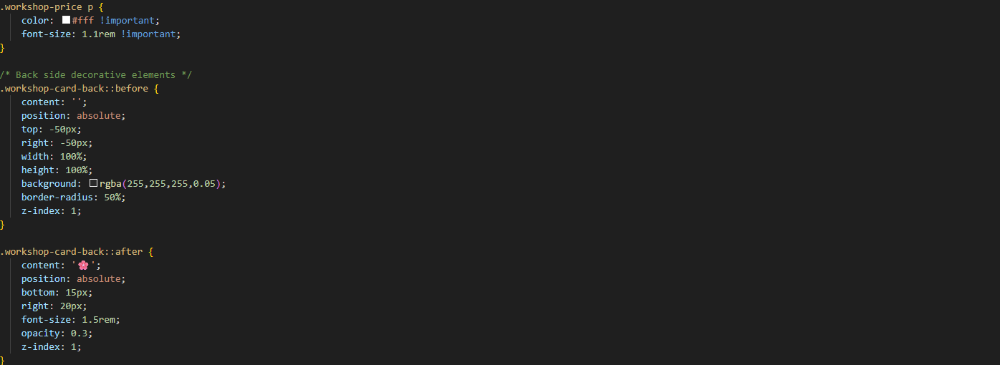 .workshop-price p {
    color: #fff !important;
    font-size: 1.1rem !important;
}

/* Back side decorative elements */
.workshop-card-back::before {
    content: '';
    position: absolute;
    top: -50px;
    right: -50px;
    width: 100%;
    height: 100%;
    background: rgba(255,255,255,0.05);
    border-radius: 50%;
    z-index: 1;
}

.workshop-card-back::after {
    content: '🌸';
    position: absolute;
    bottom: 15px;
    right: 20px;
    font-size: 1.5rem;
    opacity: 0.3;
    z-index: 1;
}